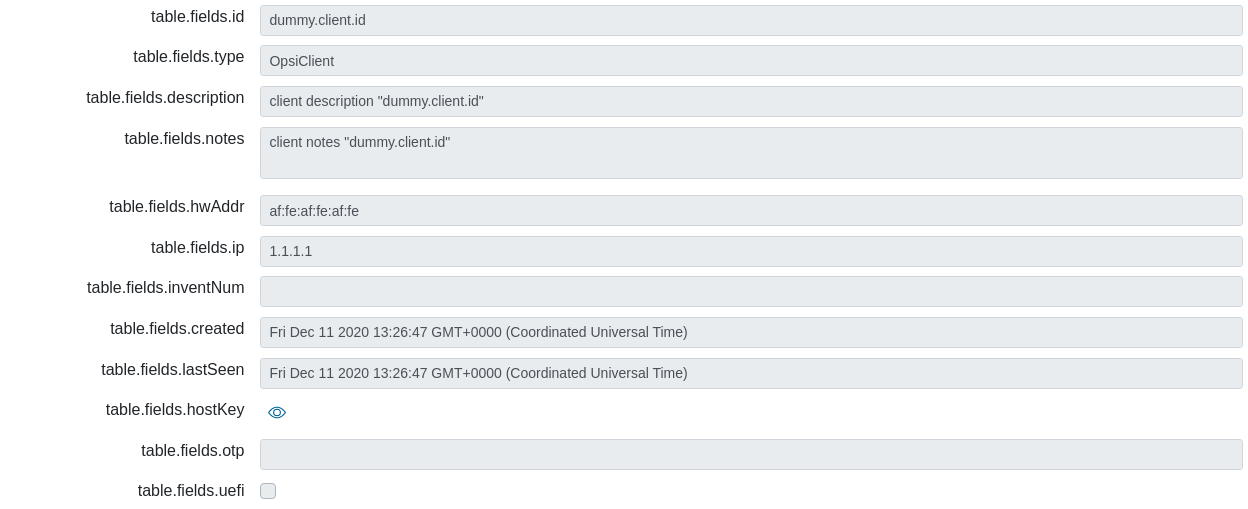 table.fields.id dummy.client.id
table.fields.type OpsiClient
table.fields.description client description "dummy.client.id"
table.fields.notes client notes "dummy.client.id"
table.fields.hwAddr af:fe:af:fe:af:fe
table.fields.ip 1.1.1.1
table.fields.inventNum
table.fields.created Fri Dec 11 2020 13:26:47 GMT+0000 (Coordinated Universal Time)
table.fields.lastSeen Fri Dec 11 2020 13:26:47 GMT+0000 (Coordinated Universal Time)
table.fields.hostKey
table.fields.otp
table.fields.uefi